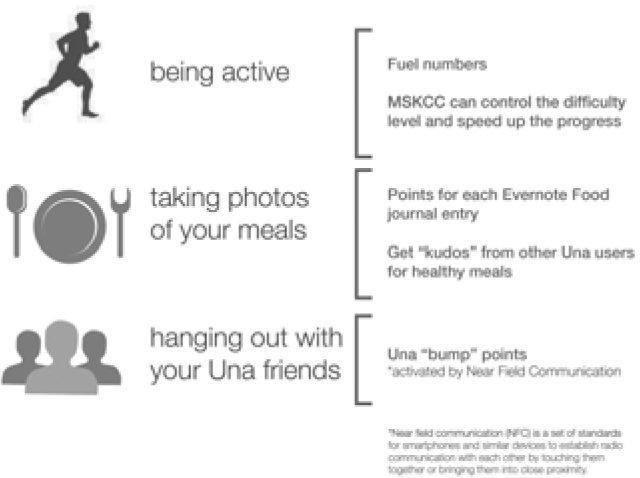 being active
Fuel numbers
MSKCC can control the difficulty
level and speed up the progress
taking photos
of your meals
Points for each Evernote Food
journal entry
Get “kudos” from other Una users
for healthy meals
hanging out with
your Una friends
Una “bump” points
*activated by Near Field Communication
*Near field communication (NFC) is a set of standards
for smartphones and similar devices to establish radio
communication with each other by touching them
together or bringing them into close proximity.